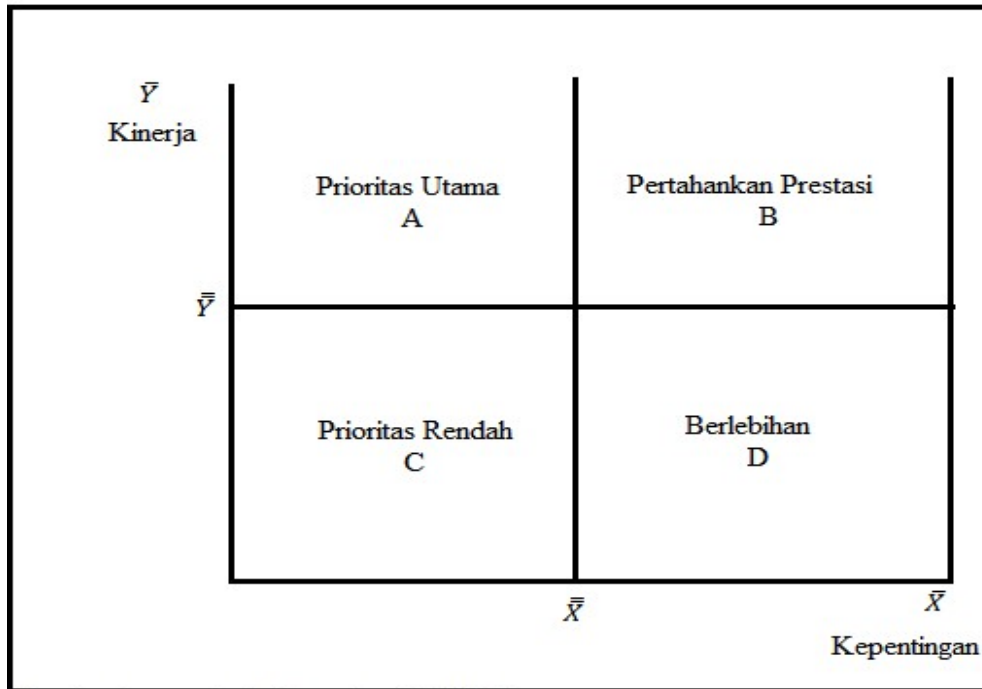 Y̅
Kinerja
Prioritas Utama
A
Pertahankan Prestasi
B
Y̿
Prioritas Rendah
C
Berlebihan
D
X̿
X̅
Kepentingan